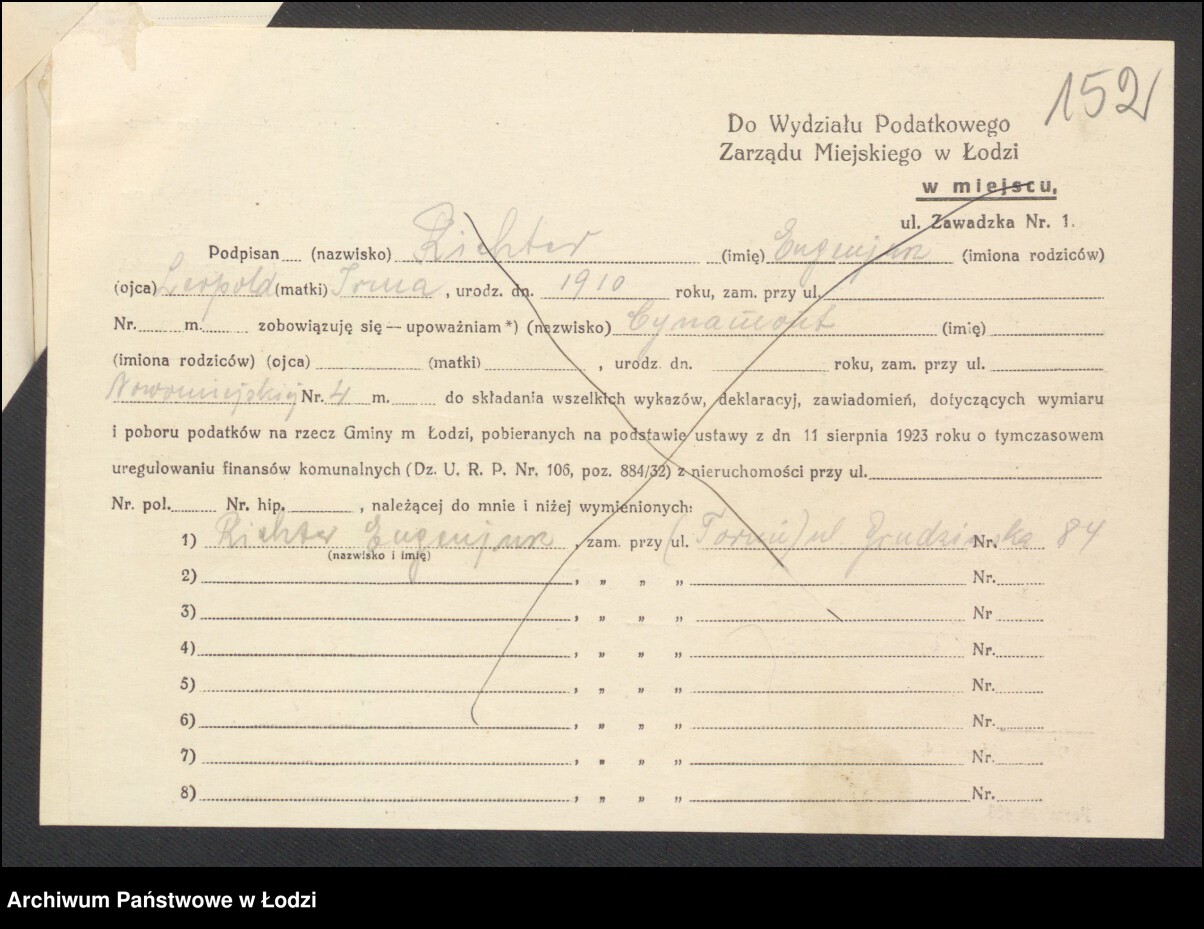 152
Do Wydziału Podatkowego
Zarządu Miejskiego w Łodzi
w miejscu,
ul. Zawadzka Nr. 1.
Podpisan (nazwisko) Richter (imię) Eugenjusz (imiona rodziców)
(ojca) Leopold (matki) Irma, urodz. dn. 1910 roku, zam. przy ul.
Nr. m. zobowiązuję się — upoważniam *) (nazwisko) Cynamont (imię)
(imiona rodziców) (ojca) (matki) , urodz. dn. roku, zam. przy ul.
Nowomiejskiej Nr. 4 m. do składania wszelkich wykazów, deklaracyj, zawiadomień, dotyczących wymiaru
i poboru podatków na rzecz Gminy m Łodzi, pobieranych na podstawie ustawy z dn 11 sierpnia 1923 roku o tymczasowem
uregulowaniu finansów komunalnych (Dz. U. R. P. Nr. 106, poz. 884/32) z nieruchomości przy ul.
Nr. pol. Nr. hip. , należącej do mnie i niżej wymienionych:
1) Richter Eugenjusz , zam. przy ul. ul. Nr. 84
(nazwisko i imię)
2) , „ „ „ Nr.
3) , „ „ „ Nr
4) , „ „ „ Nr.
5) , „ „ „ Nr.
6) , „ „ „ Nr.
7) , „ „ „ Nr.
8) , „ „ „ Nr.
Archiwum Państwowe w Łodzi